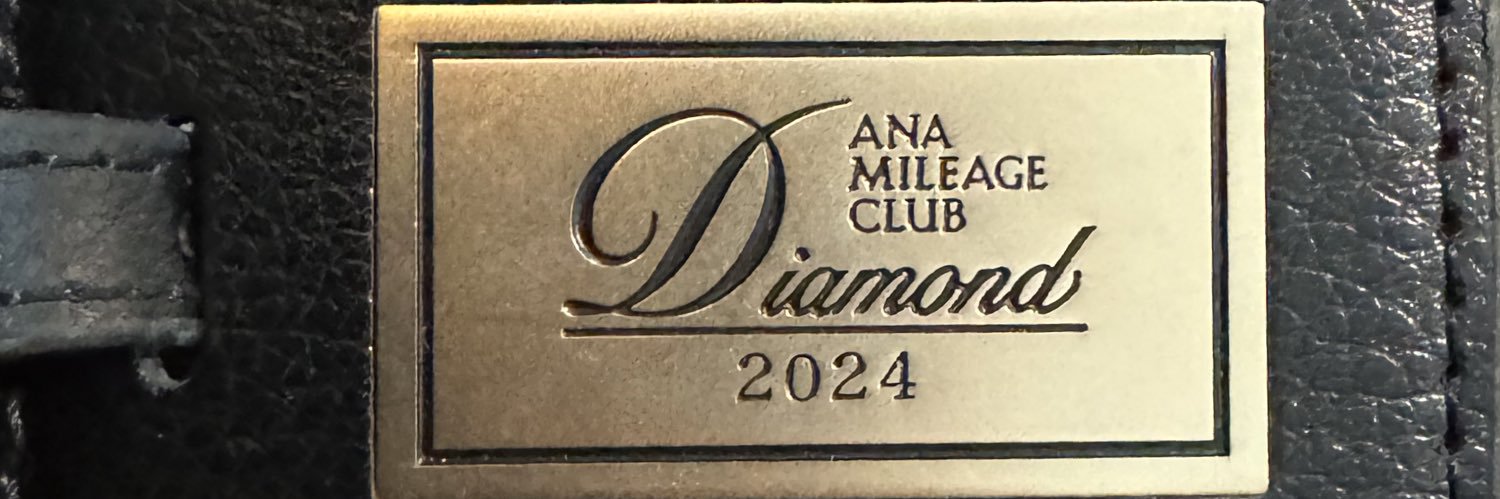 ANA
MILEAGE
CLUB
Diamond
2024